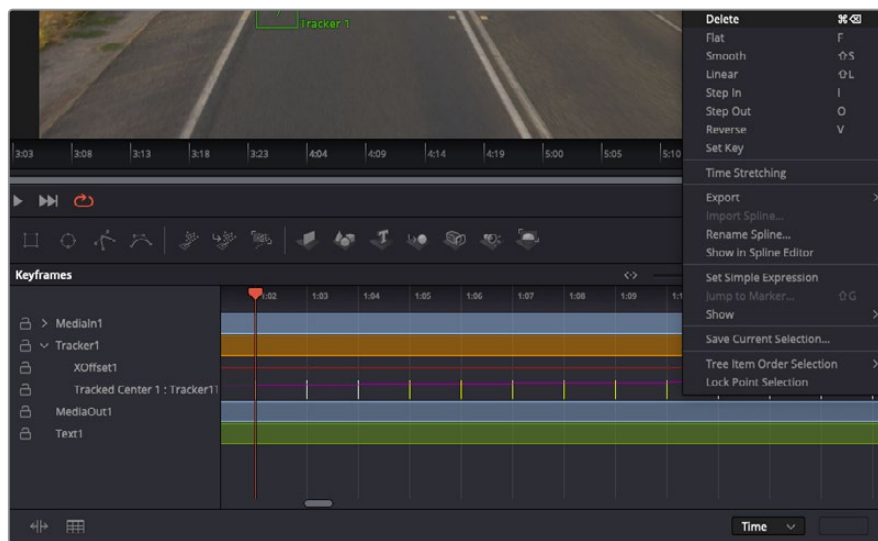 Tracker 1
Delete ⌘⌫
Flat F
Smooth ⇧S
Linear ⇧L
Step In I
Step Out O
Reverse V
Set Key
Time Stretching
Export >
Import Spline...
Rename Spline...
Show in Spline Editor
Set Simple Expression
Jump to Marker... ⇧G
Show >
Save Current Selection...
Tree Item Order Selection >
Lock Point Selection
3:03 3:08 3:13 3:18 3:23 4:04 4:09 4:14 4:19 5:00 5:05 5:10
Keyframes
1:02 1:03 1:04 1:05 1:06 1:07 1:08 1:09
MediaIn1
Tracker1
XOffset1
Tracked Center 1 : Tracker11
MediaOut1
Text1
Time